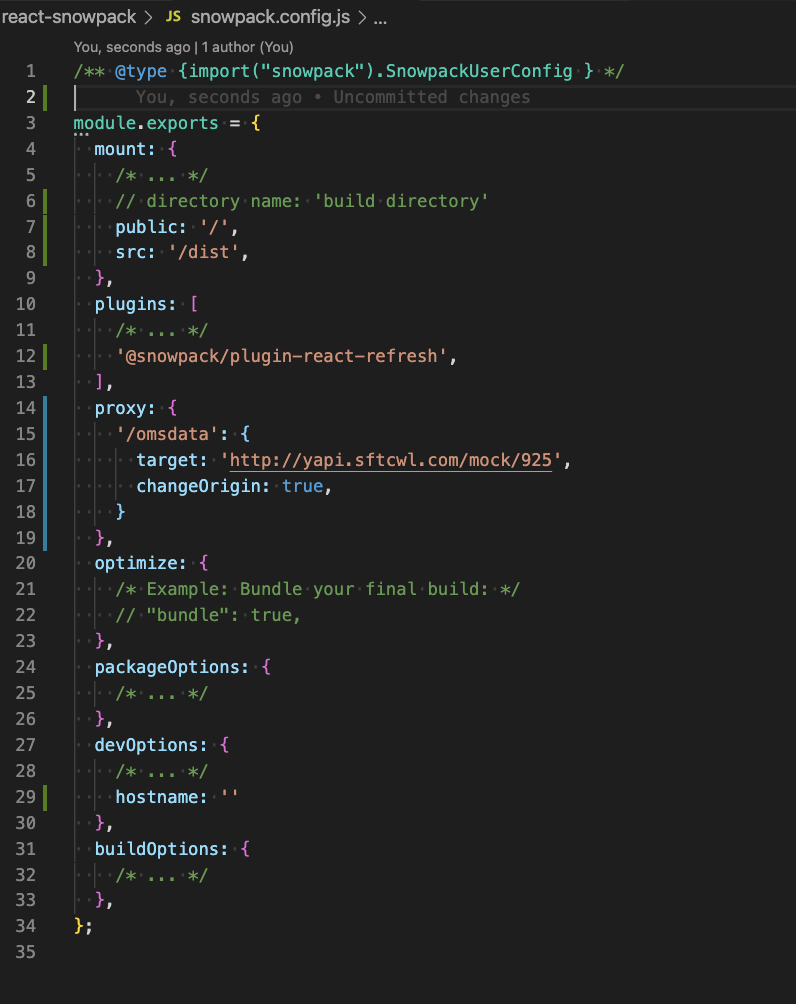 react-snowpack > JS snowpack.config.js > ...
You, seconds ago | 1 author (You)
1 /** @type {import("snowpack").SnowpackUserConfig } */
2 You, seconds ago • Uncommitted changes
3 module.exports = {
4 mount: {
5 /* ... */
6 // directory name: 'build directory'
7 public: '/',
8 src: '/dist',
9 },
10 plugins: [
11 /* ... */
12 '@snowpack/plugin-react-refresh',
13 ],
14 proxy: {
15 '/omsdata': {
16 target: 'http://yapi.sftcwl.com/mock/925',
17 changeOrigin: true,
18 }
19 },
20 optimize: {
21 /* Example: Bundle your final build: */
22 // "bundle": true,
23 },
24 packageOptions: {
25 /* ... */
26 },
27 devOptions: {
28 /* ... */
29 hostname: ''
30 },
31 buildOptions: {
32 /* ... */
33 },
34 };
35